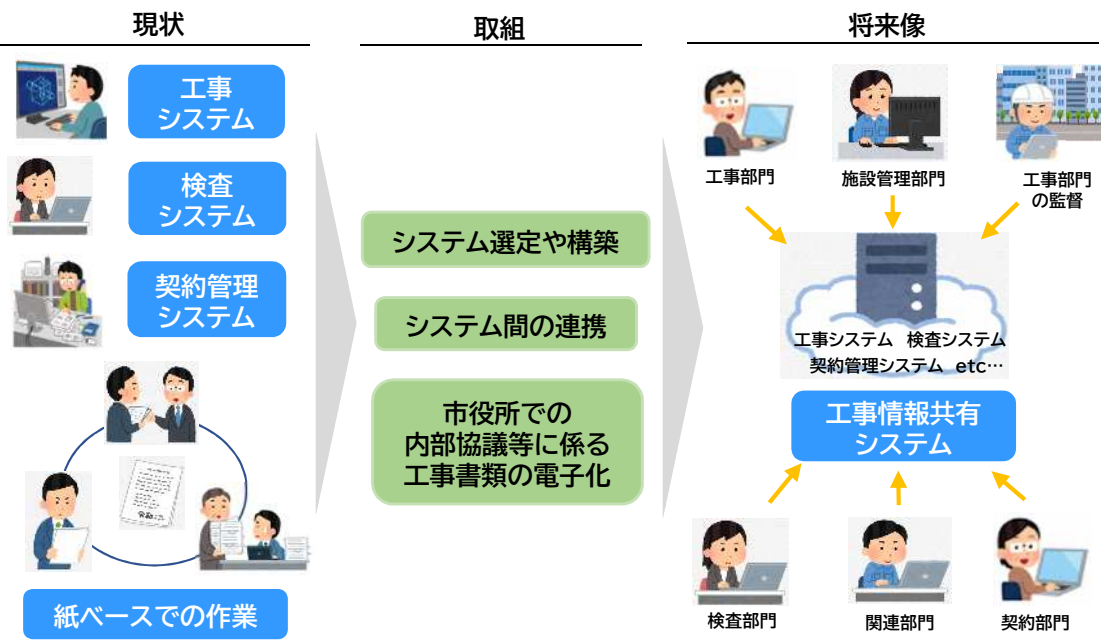 現状
工事
システム
検査
システム
契約管理
システム
紙ベースでの作業
取組
システム選定や構築
システム間の連携
市役所での
内部協議等に係る
工事書類の電子化
将来像
工事部門
施設管理部門
工事部門
の監督
工事システム 検査システム
契約管理システム etc…
工事情報共有
システム
検査部門
関連部門
契約部門